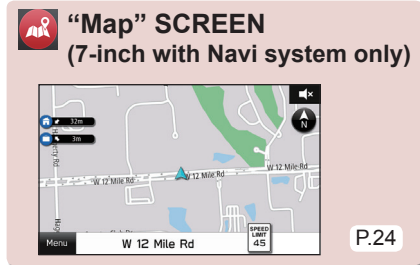 “Map” SCREEN
(7-inch with Navi system only)
32m
3m
N
W 12 Mile Rd
W 12 Mile Rd
W 12 Mile Rd
SPEED
LIMIT
45
Menu
W 12 Mile Rd
P.24